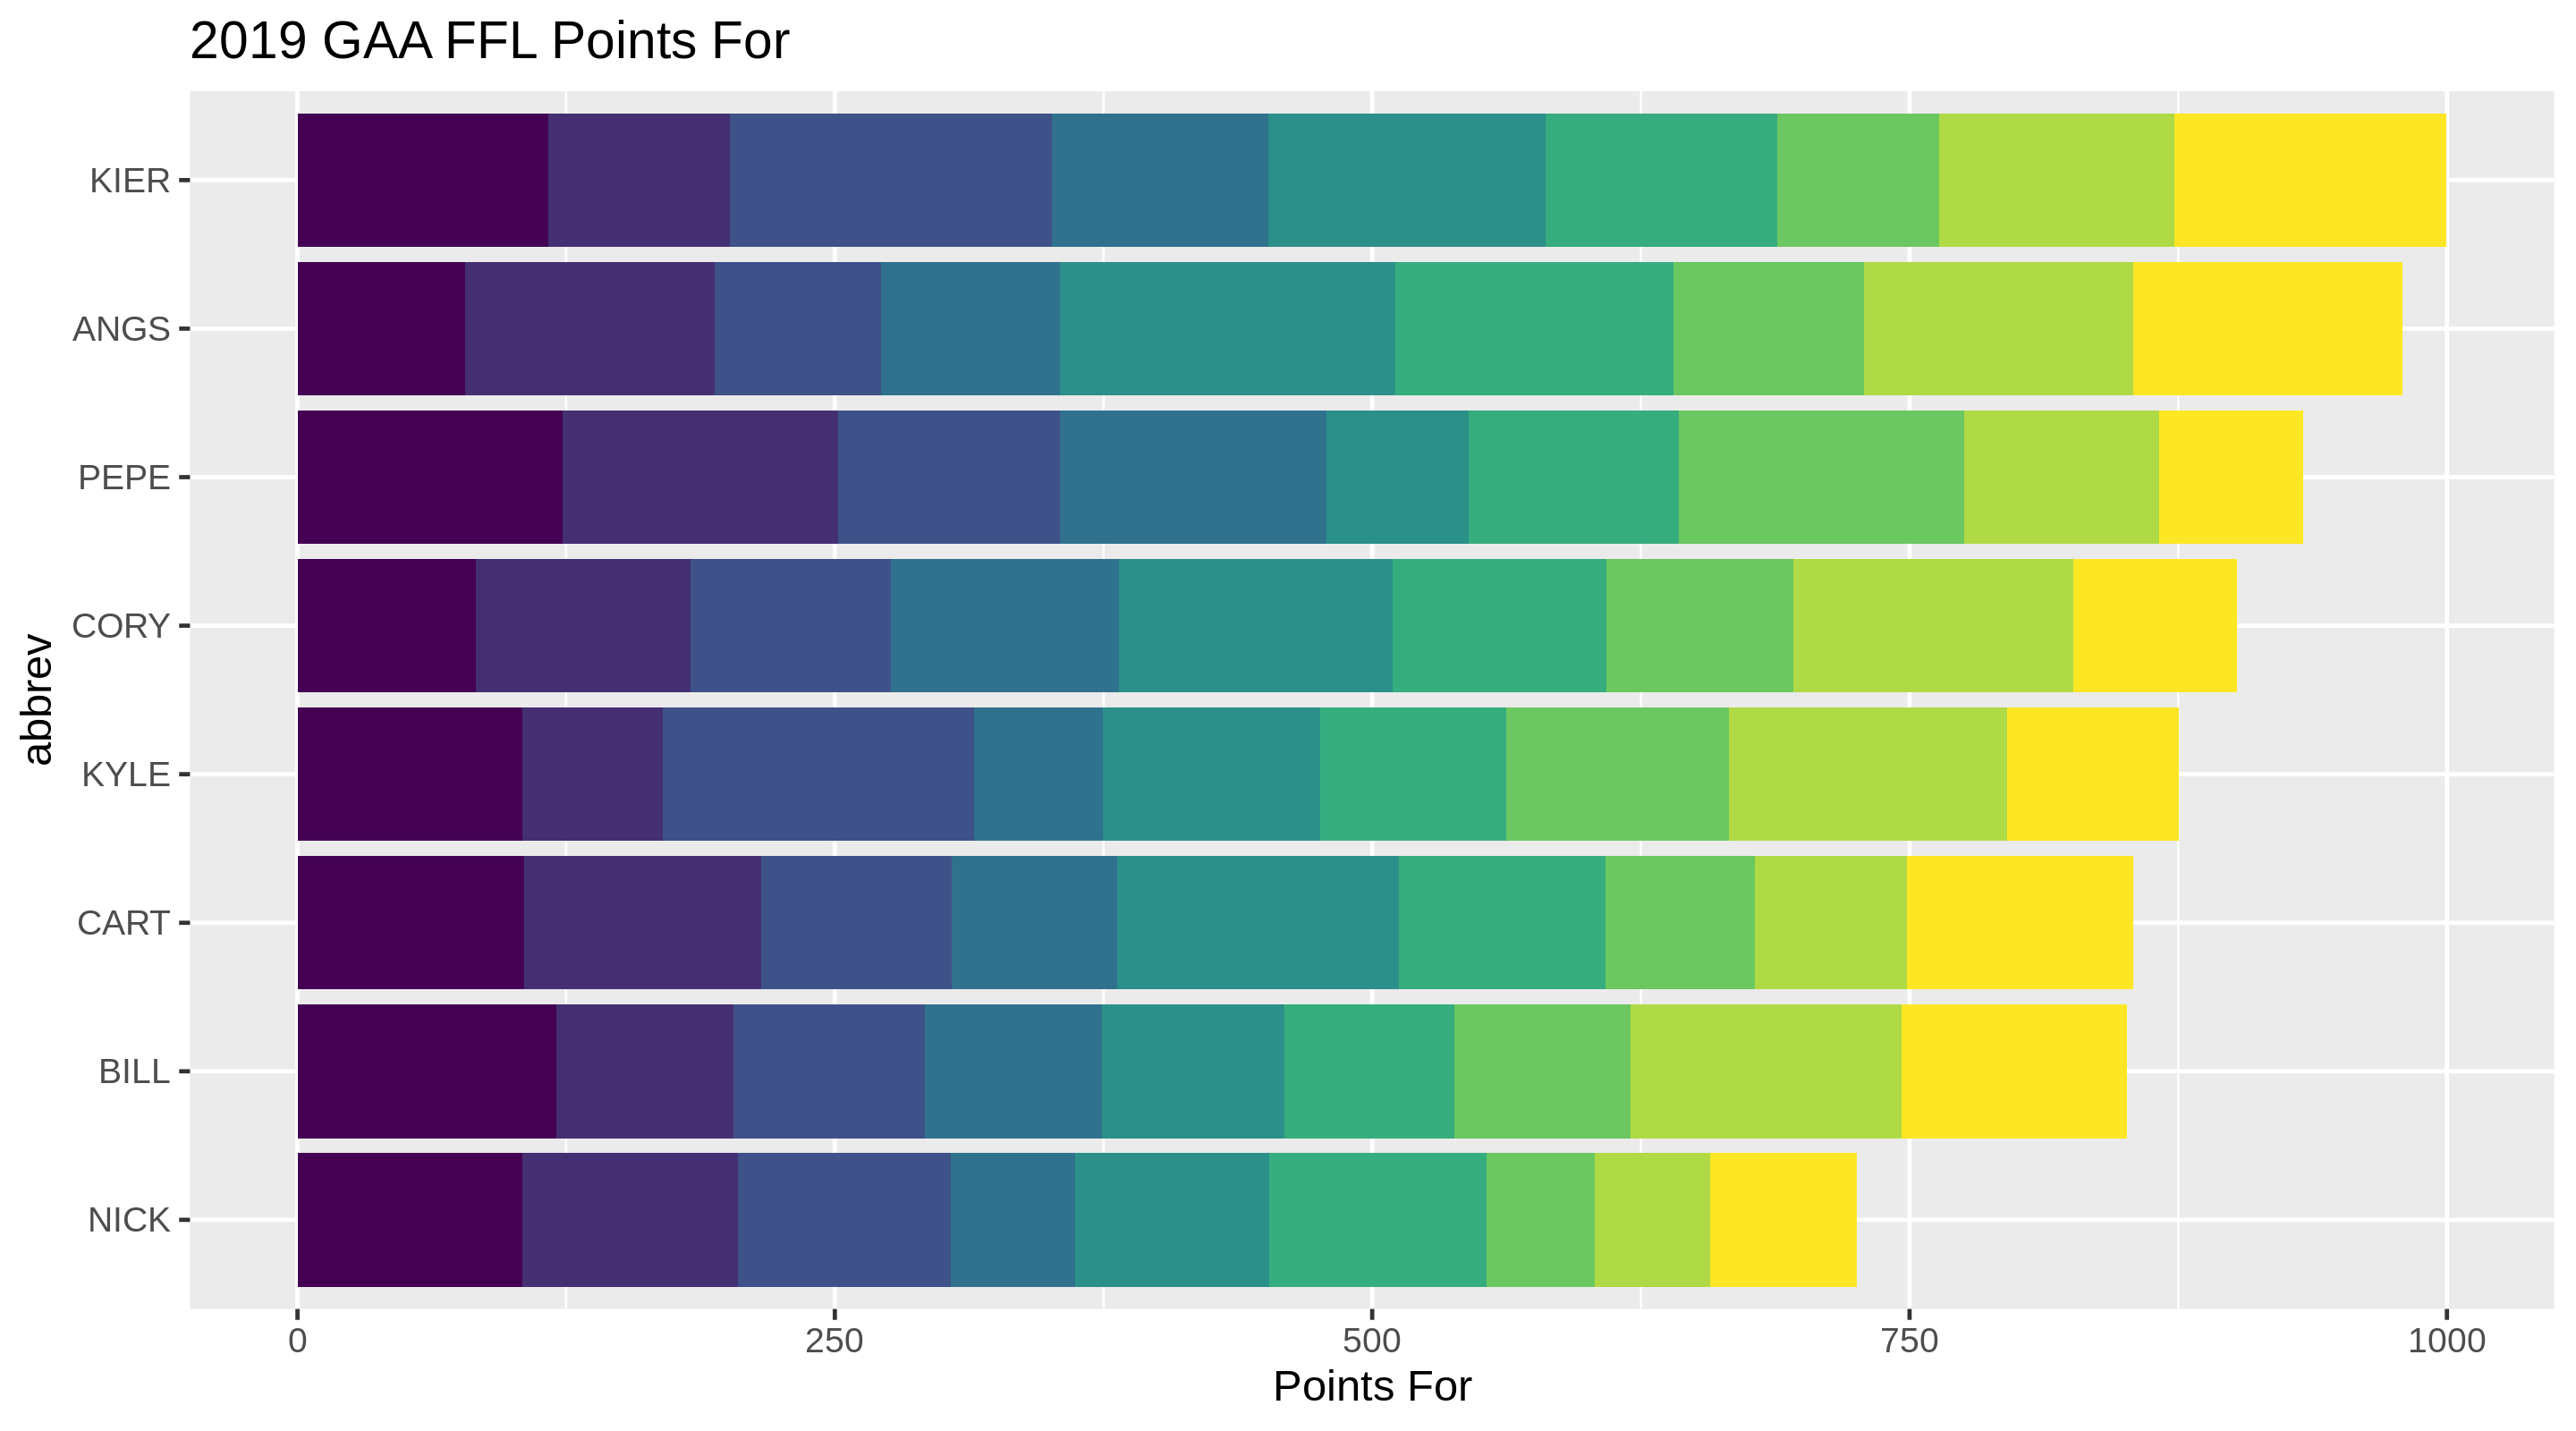 2019 GAA FFL Points For
KIER
ANGS
PEPE
CORY
KYLE
CART
BILL
NICK
abbrev
0 250 500 750 1000
Points For